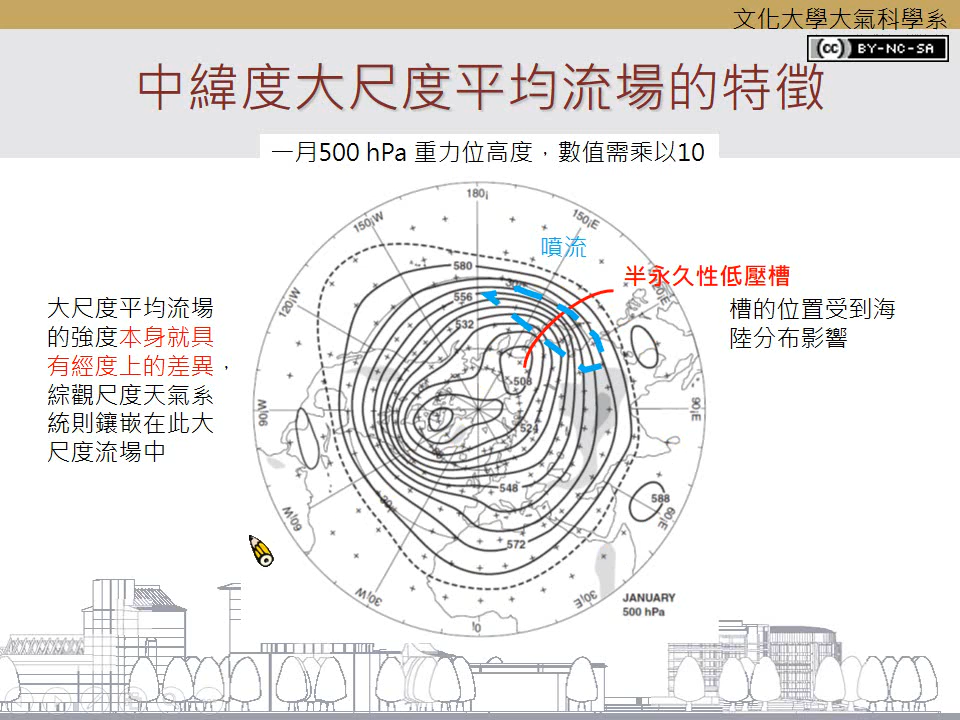 文化大學大氣科學系
cc BY-NC-SA
中緯度大尺度平均流場的特徵
一月500 hPa 重力位高度，數值需乘以10
180¡
150¡W
150¡E
噴流
580
半永久性低壓槽
大尺度平均流場
的強度本身就具
有經度上的差異，
綜觀尺度天氣系
統則鑲嵌在此大
尺度流場中
槽的位置受到海
陸分布影響
120¡W
556
532
508
90¡W
90¡E
524
548
588
60¡W
60¡E
572
30¡W
30¡E
¡0
JANUARY
500 hPa